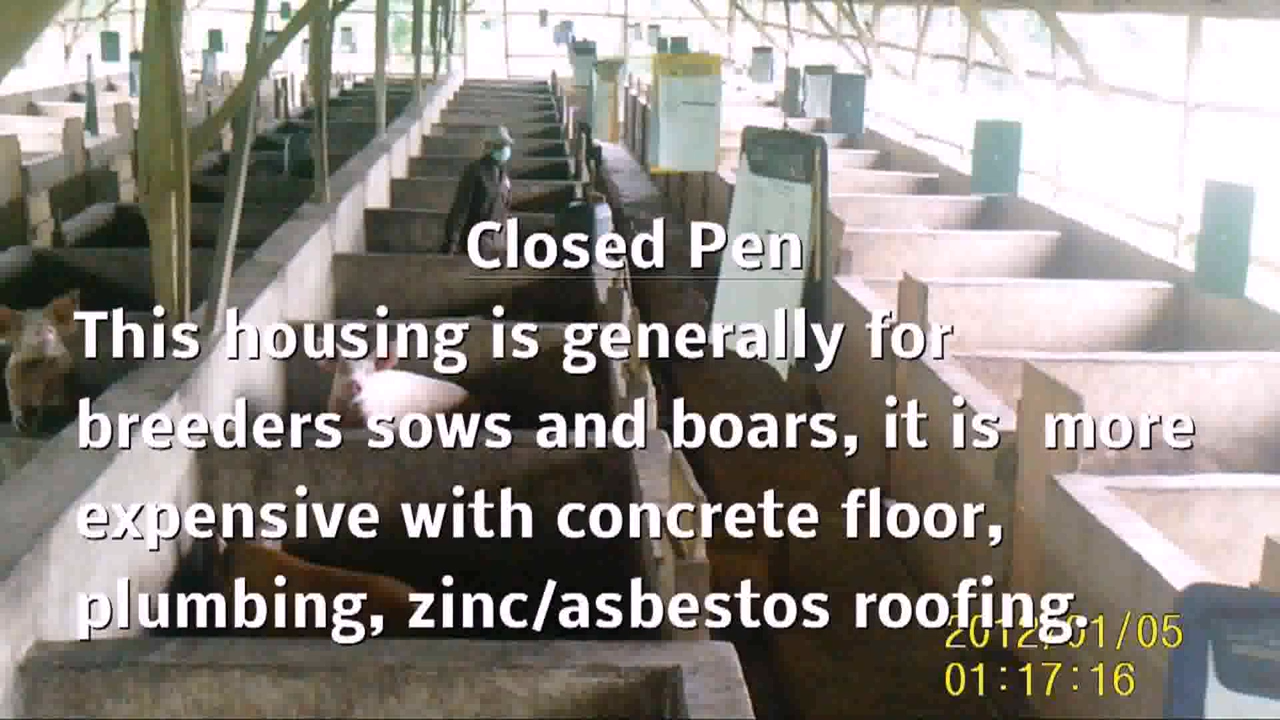 Closed Pen
This housing is generally for
breeders sows and boars, it is  more
expensive with concrete floor,
plumbing, zinc/asbestos roofing.
2012/01/05
01:17:16